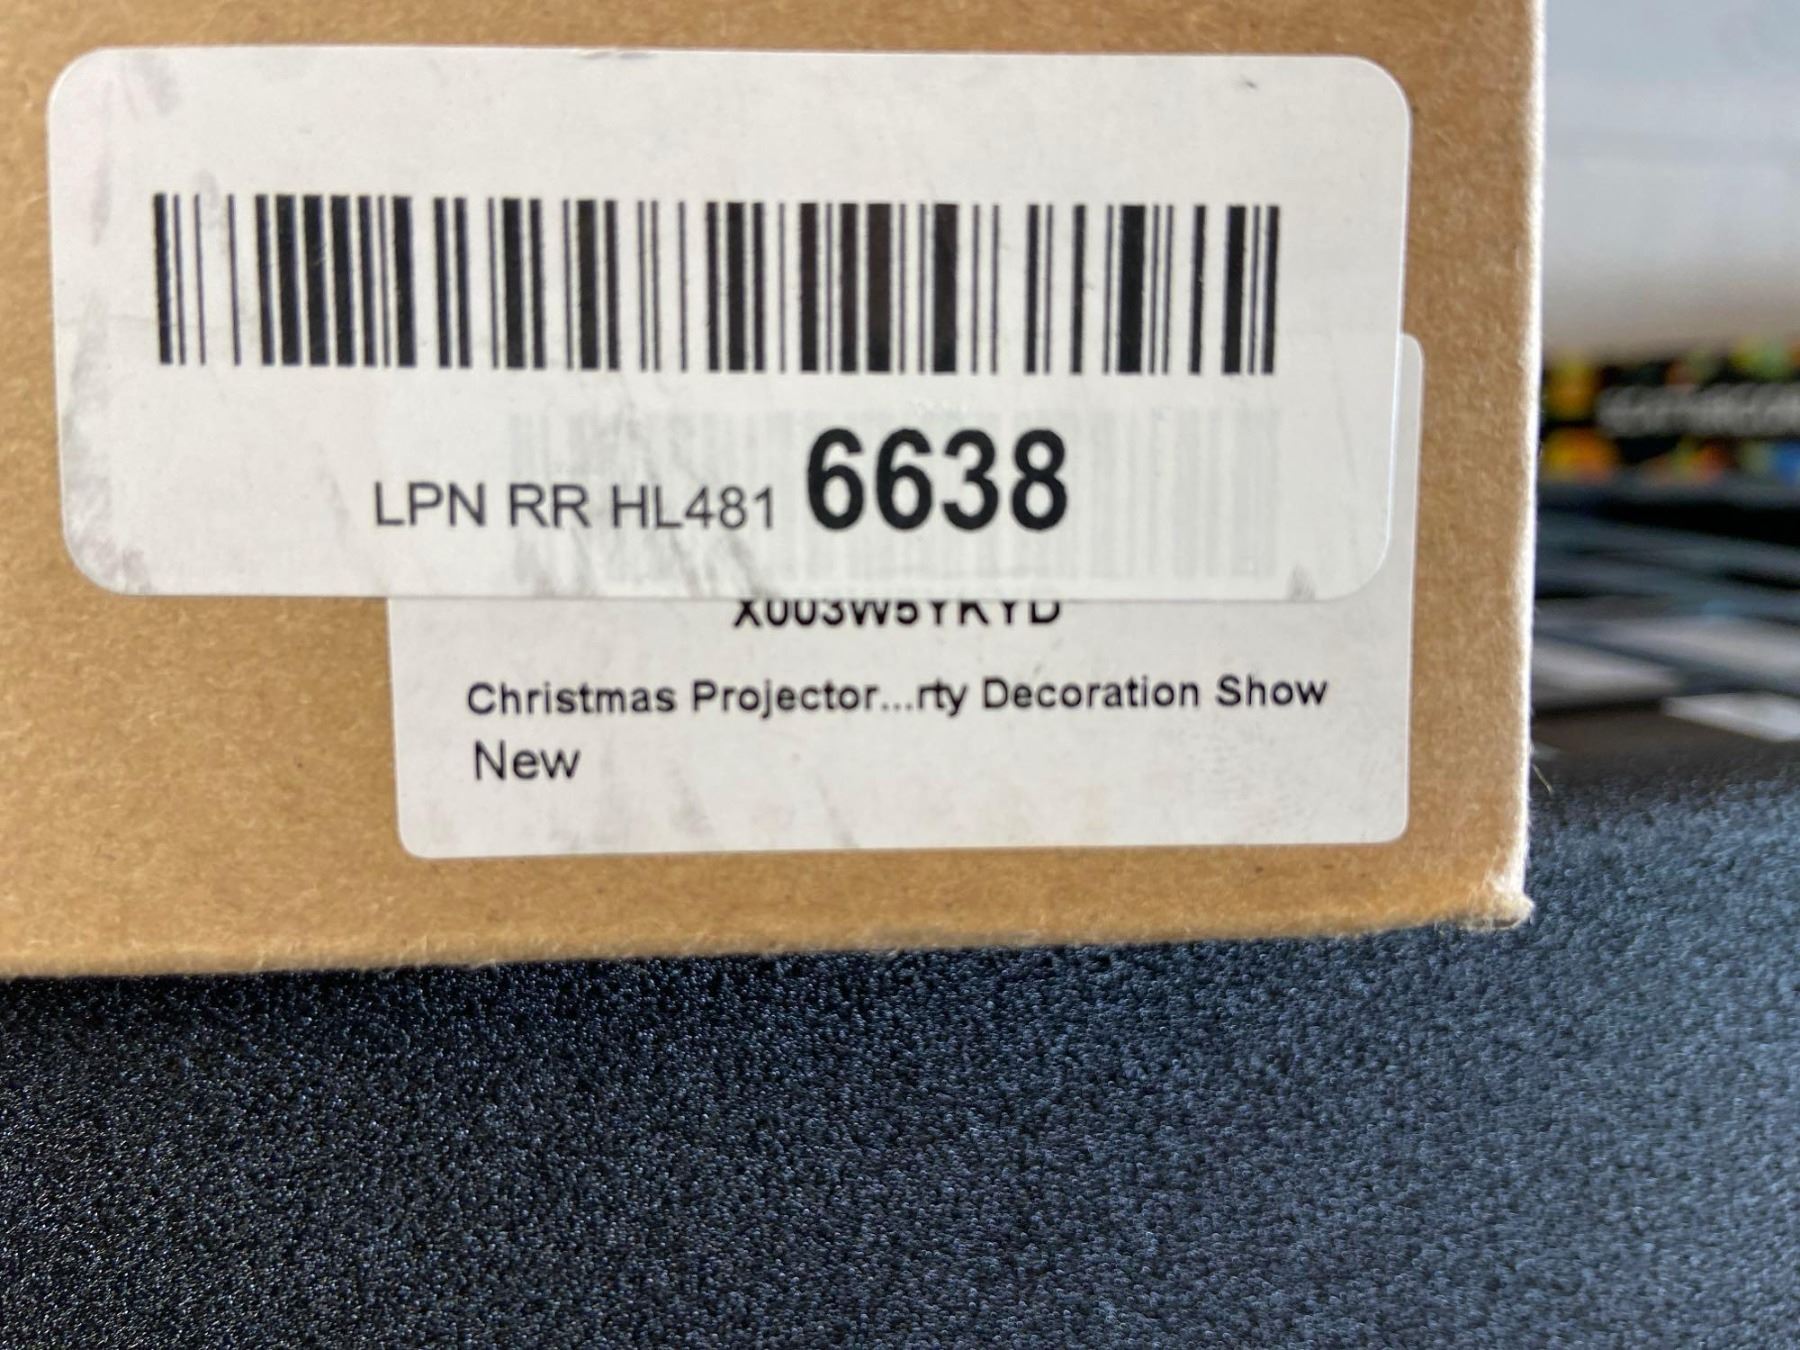 LPN RR HL481 6638
X003W5YKYD
Christmas Projector...rty Decoration Show
New